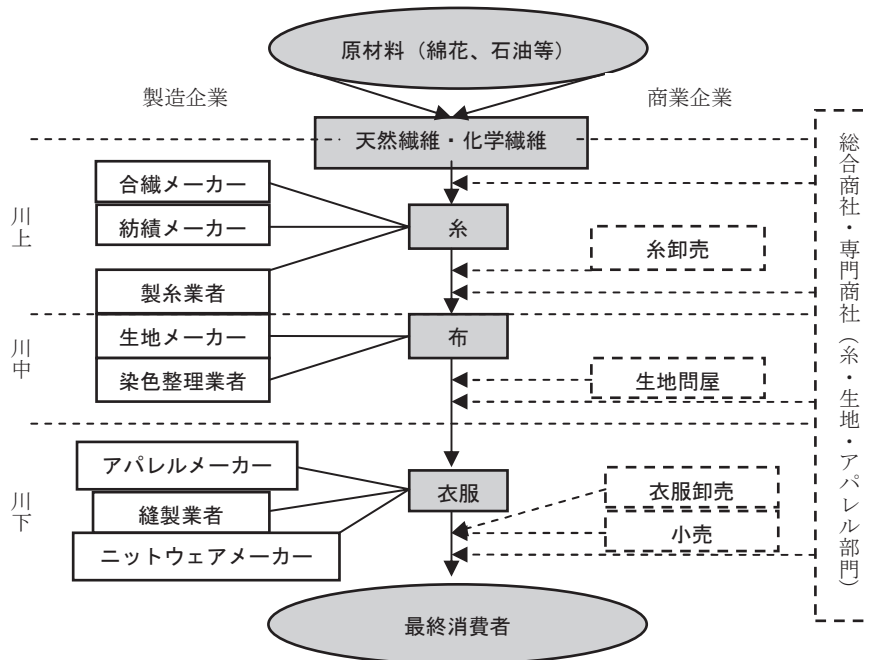 原材料（綿花、石油等）
製造企業
商業企業
天然繊維・化学繊維
川上
合繊メーカー
紡績メーカー
製糸業者
糸
糸卸売
川中
生地メーカー
染色整理業者
布
生地問屋
川下
アパレルメーカー
縫製業者
ニットウェアメーカー
衣服
衣服卸売
小売
総合商社・専門商社（糸・生地・アパレル部門）
最終消費者